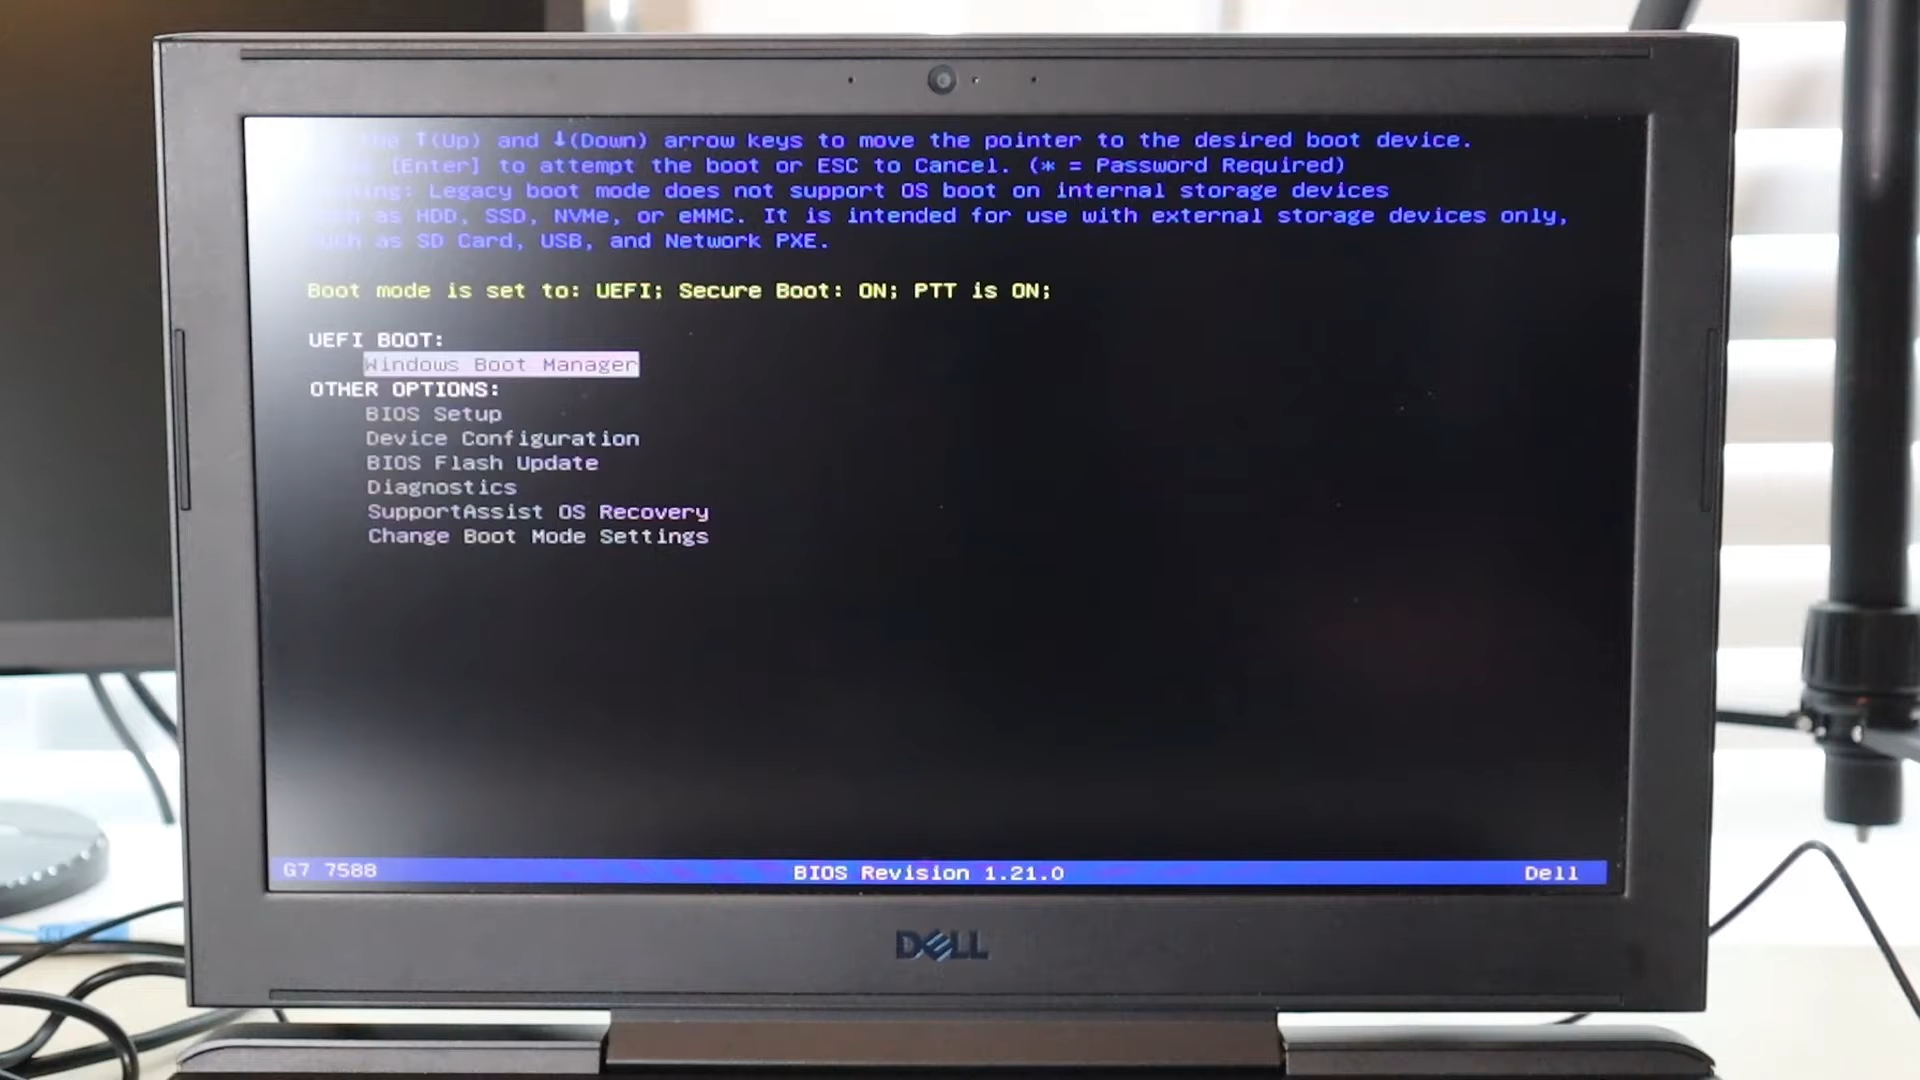 the ↑(Up) and ↓(Down) arrow keys to move the pointer to the desired boot device.
[Enter] to attempt the boot or ESC to Cancel. (* = Password Required)
Legacy boot mode does not support OS boot on internal storage devices
as HDD, SSD, NVMe, or eMMC. It is intended for use with external storage devices only,
as SD Card, USB, and Network PXE.
Boot mode is set to: UEFI; Secure Boot: ON; PTT is ON;
UEFI BOOT:
Windows Boot Manager
OTHER OPTIONS:
BIOS Setup
Device Configuration
BIOS Flash Update
Diagnostics
SupportAssist OS Recovery
Change Boot Mode Settings
G7 7588 BIOS Revision 1.21.0 Dell
DELL